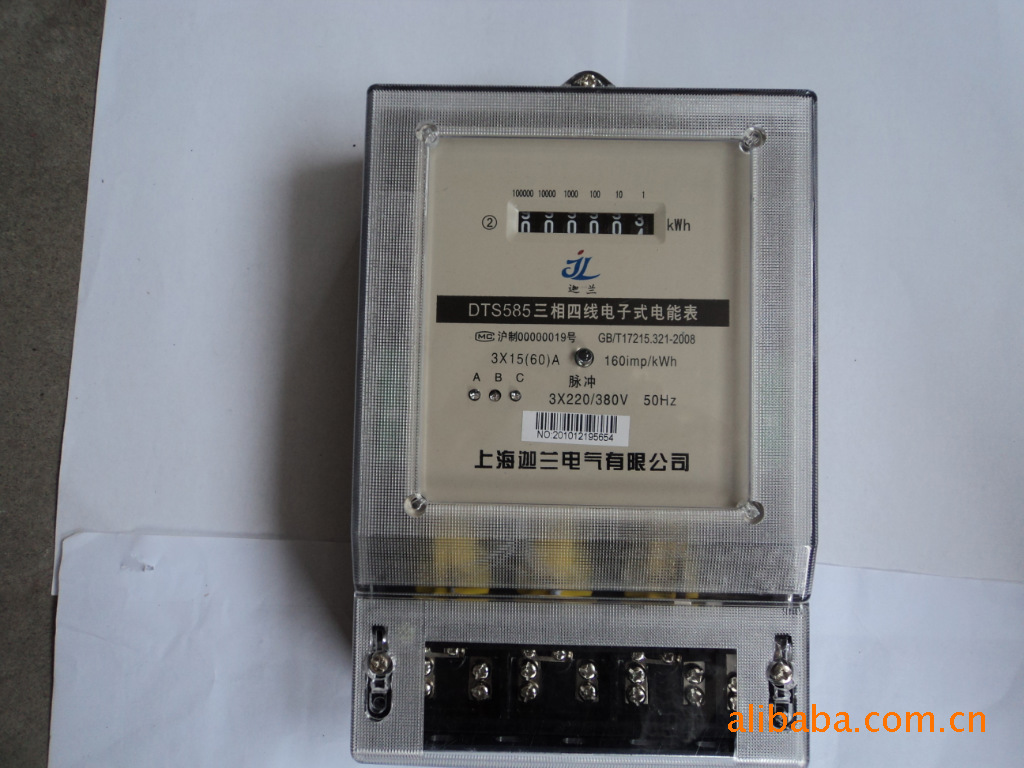 100000 10000 1000 100 10 1
② 00000 kWh
JL
迦兰
DTS585三相四线电子式电能表
MC 沪制00000019号 GB/T17215.321-2008
3X15(60)A 160imp/kWh
A B C 脉冲
3X220/380V 50Hz
NO.201012195654
上海迦兰电气有限公司
alibaba.com.cn